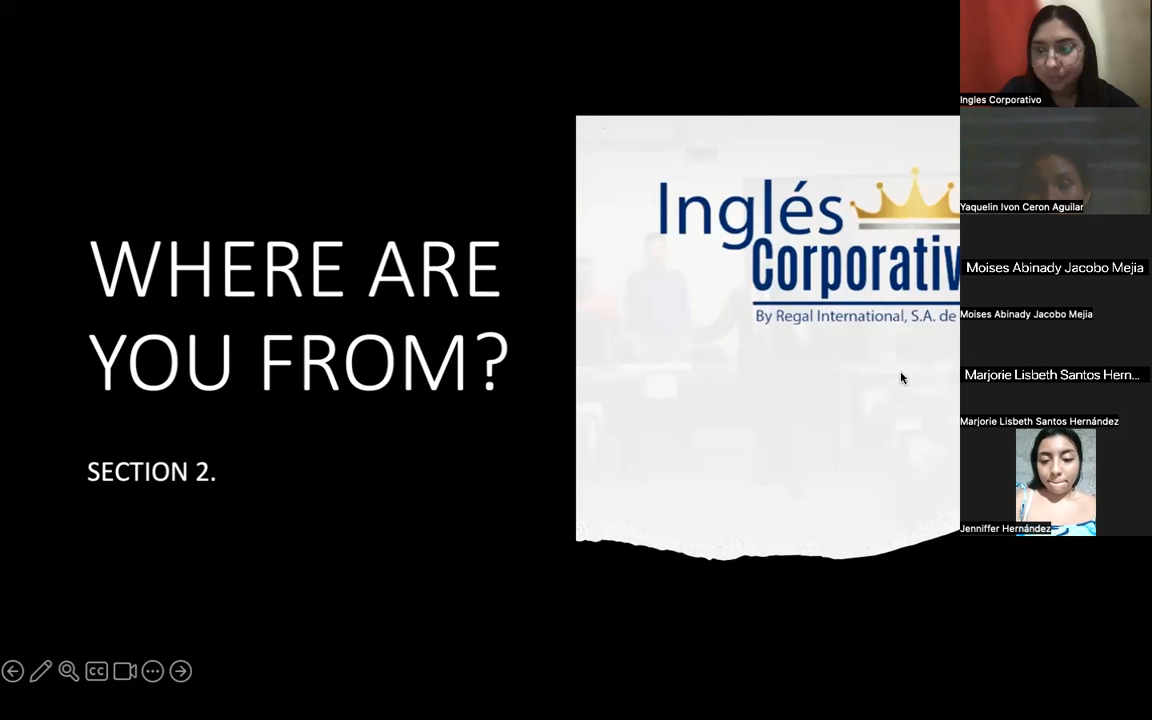 WHERE ARE
YOU FROM?
SECTION 2.
Inglés
Corporativ
By Regal International, S.A. de
Ingles Corporativo
Yaquelin Ivon Ceron Aguilar
Moises Abinady Jacobo Mejia
Moises Abinady Jacobo Mejia
Marjorie Lisbeth Santos Hern...
Marjorie Lisbeth Santos Hernández
Jenniffer Hernández
CC